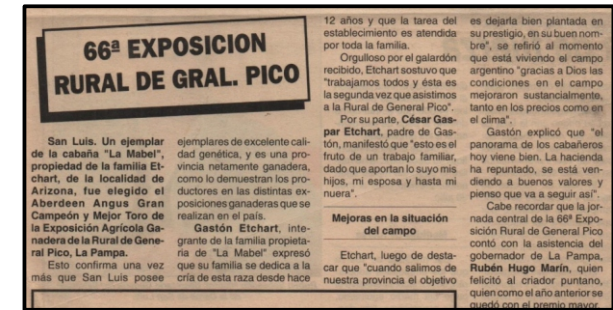 66ª EXPOSICION
RURAL DE GRAL. PICO
San Luis. Un ejemplar
de la cabaña "La Mabel",
propiedad de la familia Et-
chart, de la localidad de
Arizona, fue elegido el
Aberdeen Angus Gran
Campeón y Mejor Toro de
la Exposición Agrícola Ga-
nadera de la Rural de Gene-
ral Pico, La Pampa.
Esto confirma una vez
más que San Luis posee
ejemplares de excelente cali-
dad genética, y es una pro-
vincia netamente ganadera,
como lo demuestran los pro-
ductores en las distintas ex-
posiciones ganaderas que se
realizan en el país.
Gastón Etchart, inte-
grante de la familia propieta-
ria de "La Mabel" expresó
que su familia se dedica a la
cría de esta raza desde hace
12 años y que la tarea del
establecimiento es atendida
por toda la familia.
Orgulloso por el galardón
recibido, Etchart sostuvo que
"trabajamos todos y ésta es
la segunda vez que asistimos
a la Rural de General Pico".
Por su parte, César Gas-
par Etchart, padre de Gas-
tón, manifestó que "esto es el
fruto de un trabajo familiar,
dado que aportan lo suyo mis
hijos, mi esposa y hasta mi
nuera".
Mejoras en la situación
del campo
Etchart, luego de desta-
car que "cuando salimos de
nuestra provincia el objetivo
es dejarla bien plantada en
su prestigio, en su buen nom-
bre", se refirió al momento
que está viviendo el campo
argentino "gracias a Dios las
condiciones en el campo
mejoraron sustancialmente,
tanto en los precios como en
el clima".
Gastón explicó que "el
panorama de los cabañeros
hoy viene bien. La hacienda
ha repuntado, se está ven-
diendo a buenos valores y
pienso que va a seguir así".
Cabe recordar que la jor-
nada central de la 66ª Expo-
sición Rural de General Pico
contó con la asistencia del
gobernador de La Pampa,
Rubén Hugo Marín, quien
felicitó al criador puntano,
quien como el año anterior se
quedó con el premio mayor.